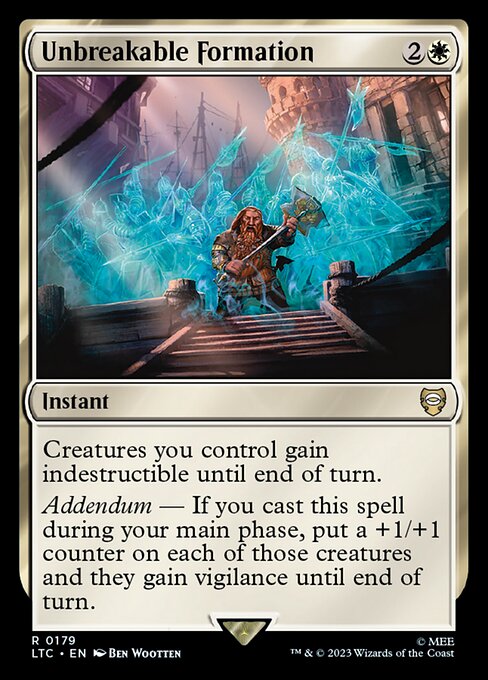 Unbreakable Formation 2
Instant
Creatures you control gain
indestructible until end of turn.
Addendum — If you cast this spell
during your main phase, put a +1/+1
counter on each of those creatures
and they gain vigilance until end of
turn.
R 0179
LTC • EN Ben Wootten
© MEE
™ & © 2023 Wizards of the Coast